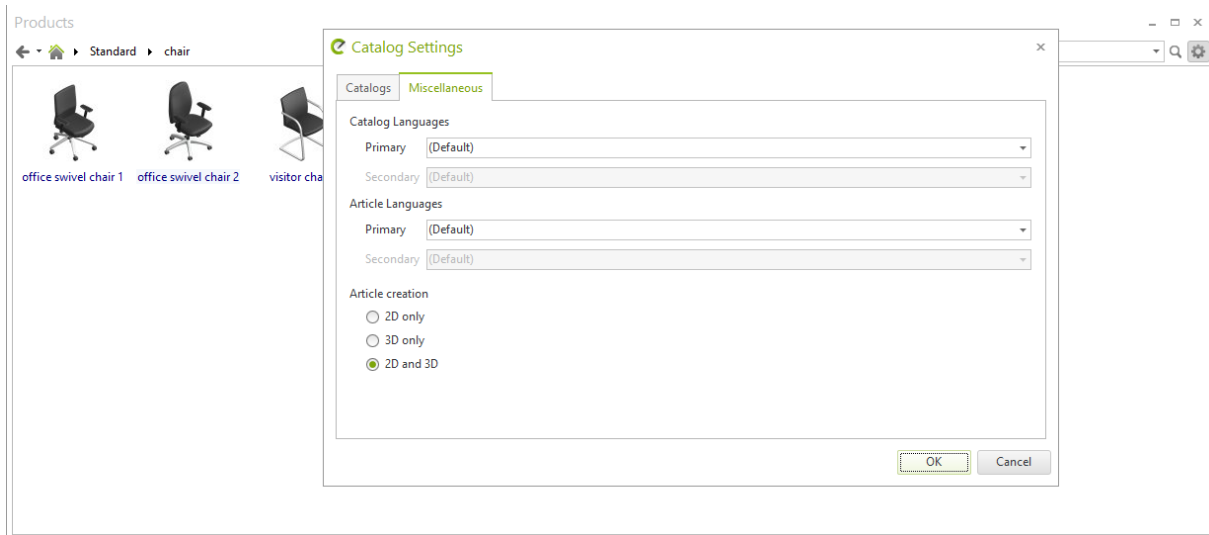 Products
Standard chair
office swivel chair 1 office swivel chair 2 visitor cha
Catalog Settings
Catalogs Miscellaneous
Catalog Languages
Primary (Default)
Secondary (Default)
Article Languages
Primary (Default)
Secondary (Default)
Article creation
2D only
3D only
2D and 3D
OK Cancel